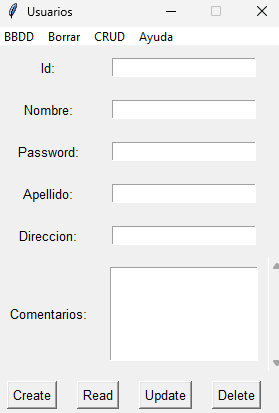 Usuarios
BBDD Borrar CRUD Ayuda
Id:
Nombre:
Password:
Apellido:
Direccion:
Comentarios:
Create Read Update Delete